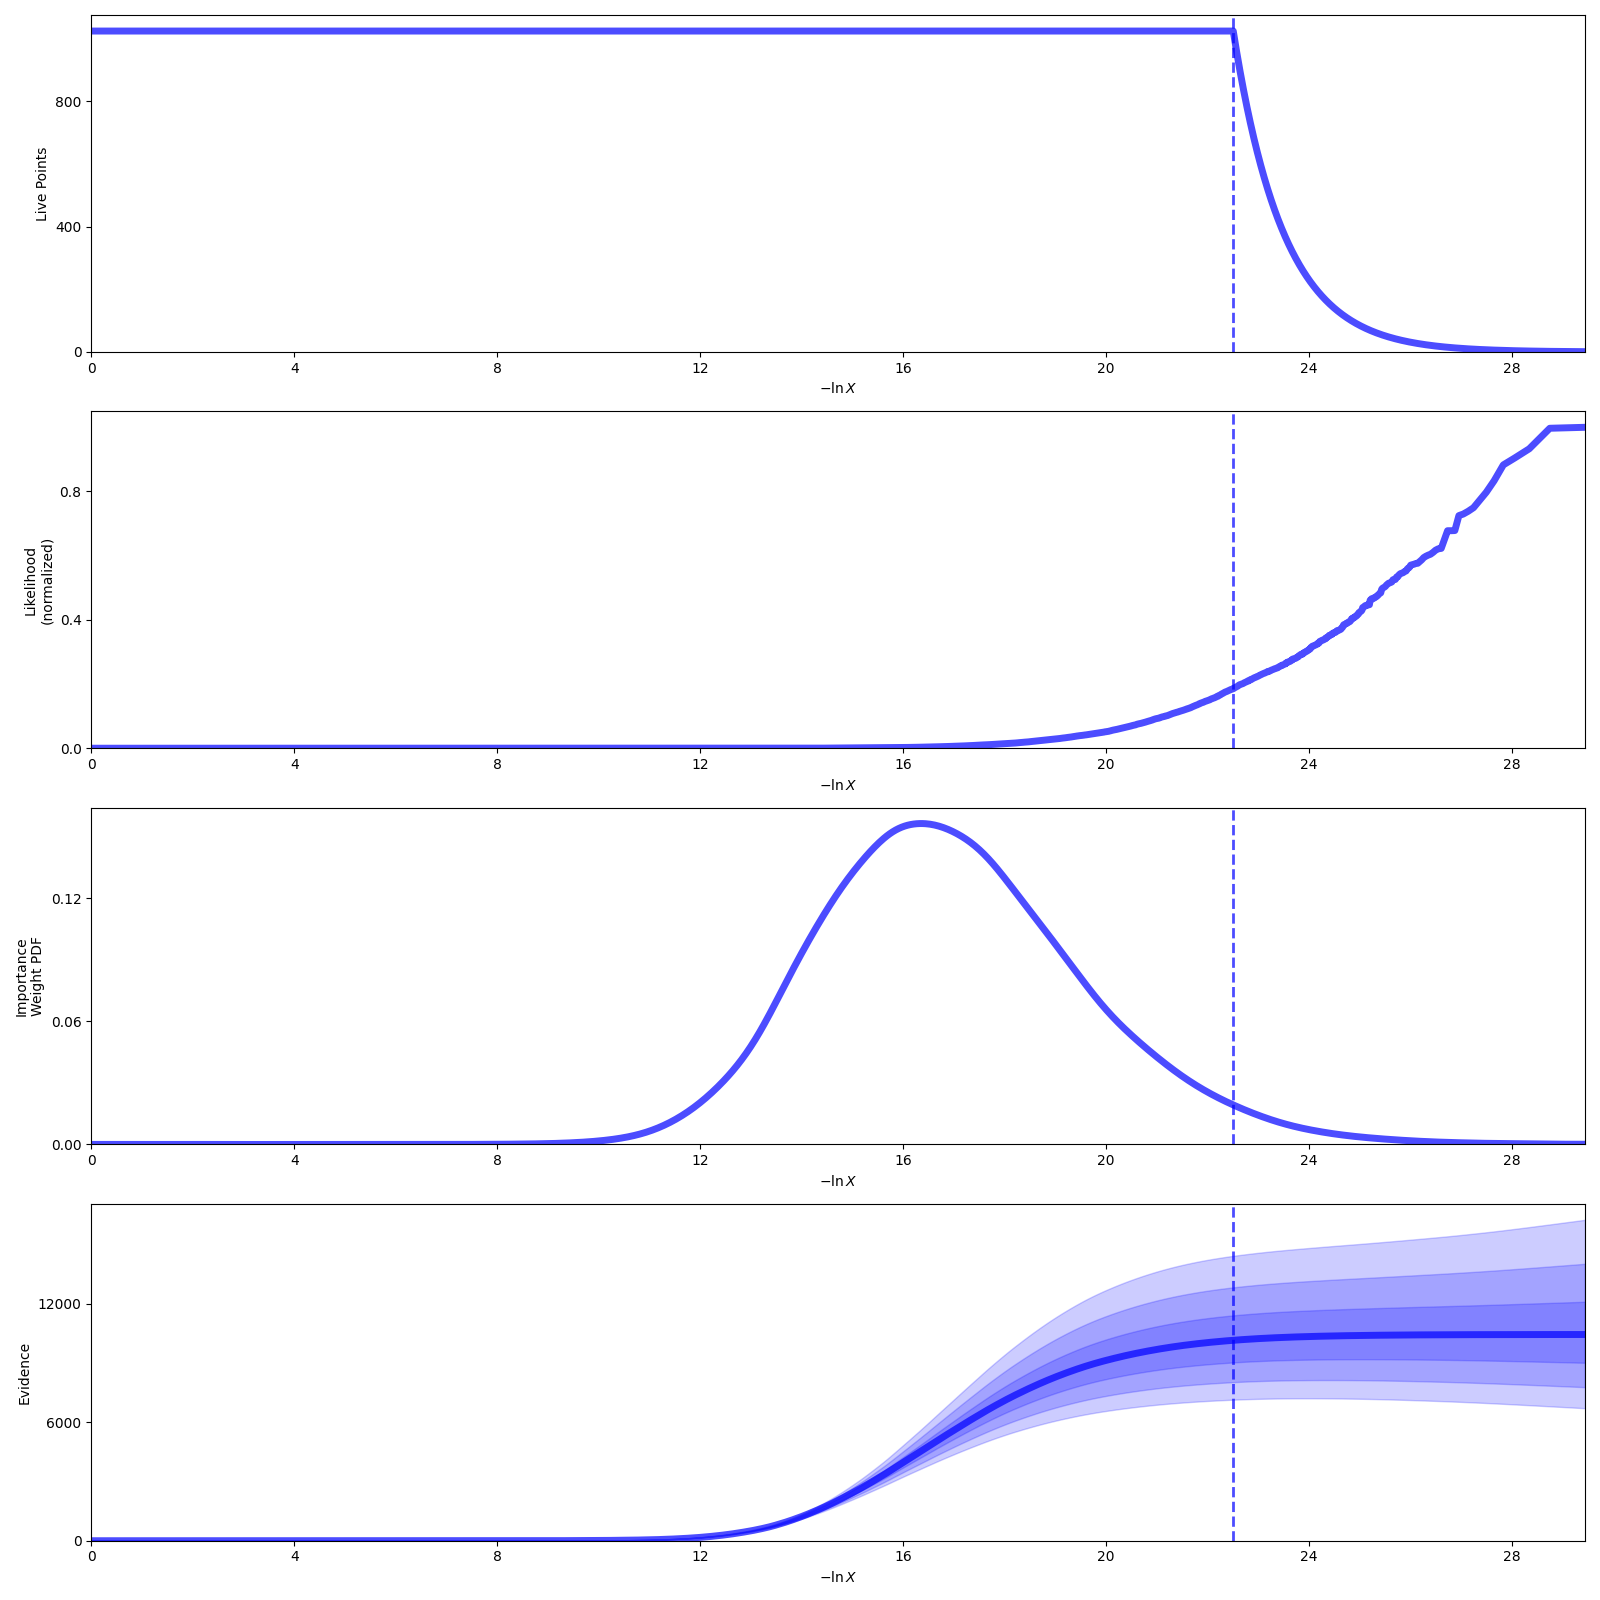 800
400
0
Live Points
0 4 8 12 16 20 24 28
−ln X
0.8
0.4
0.0
Likelihood
(normalized)
0 4 8 12 16 20 24 28
−ln X
0.12
0.06
0.00
Importance
Weight PDF
0 4 8 12 16 20 24 28
−ln X
12000
6000
0
Evidence
0 4 8 12 16 20 24 28
−ln X